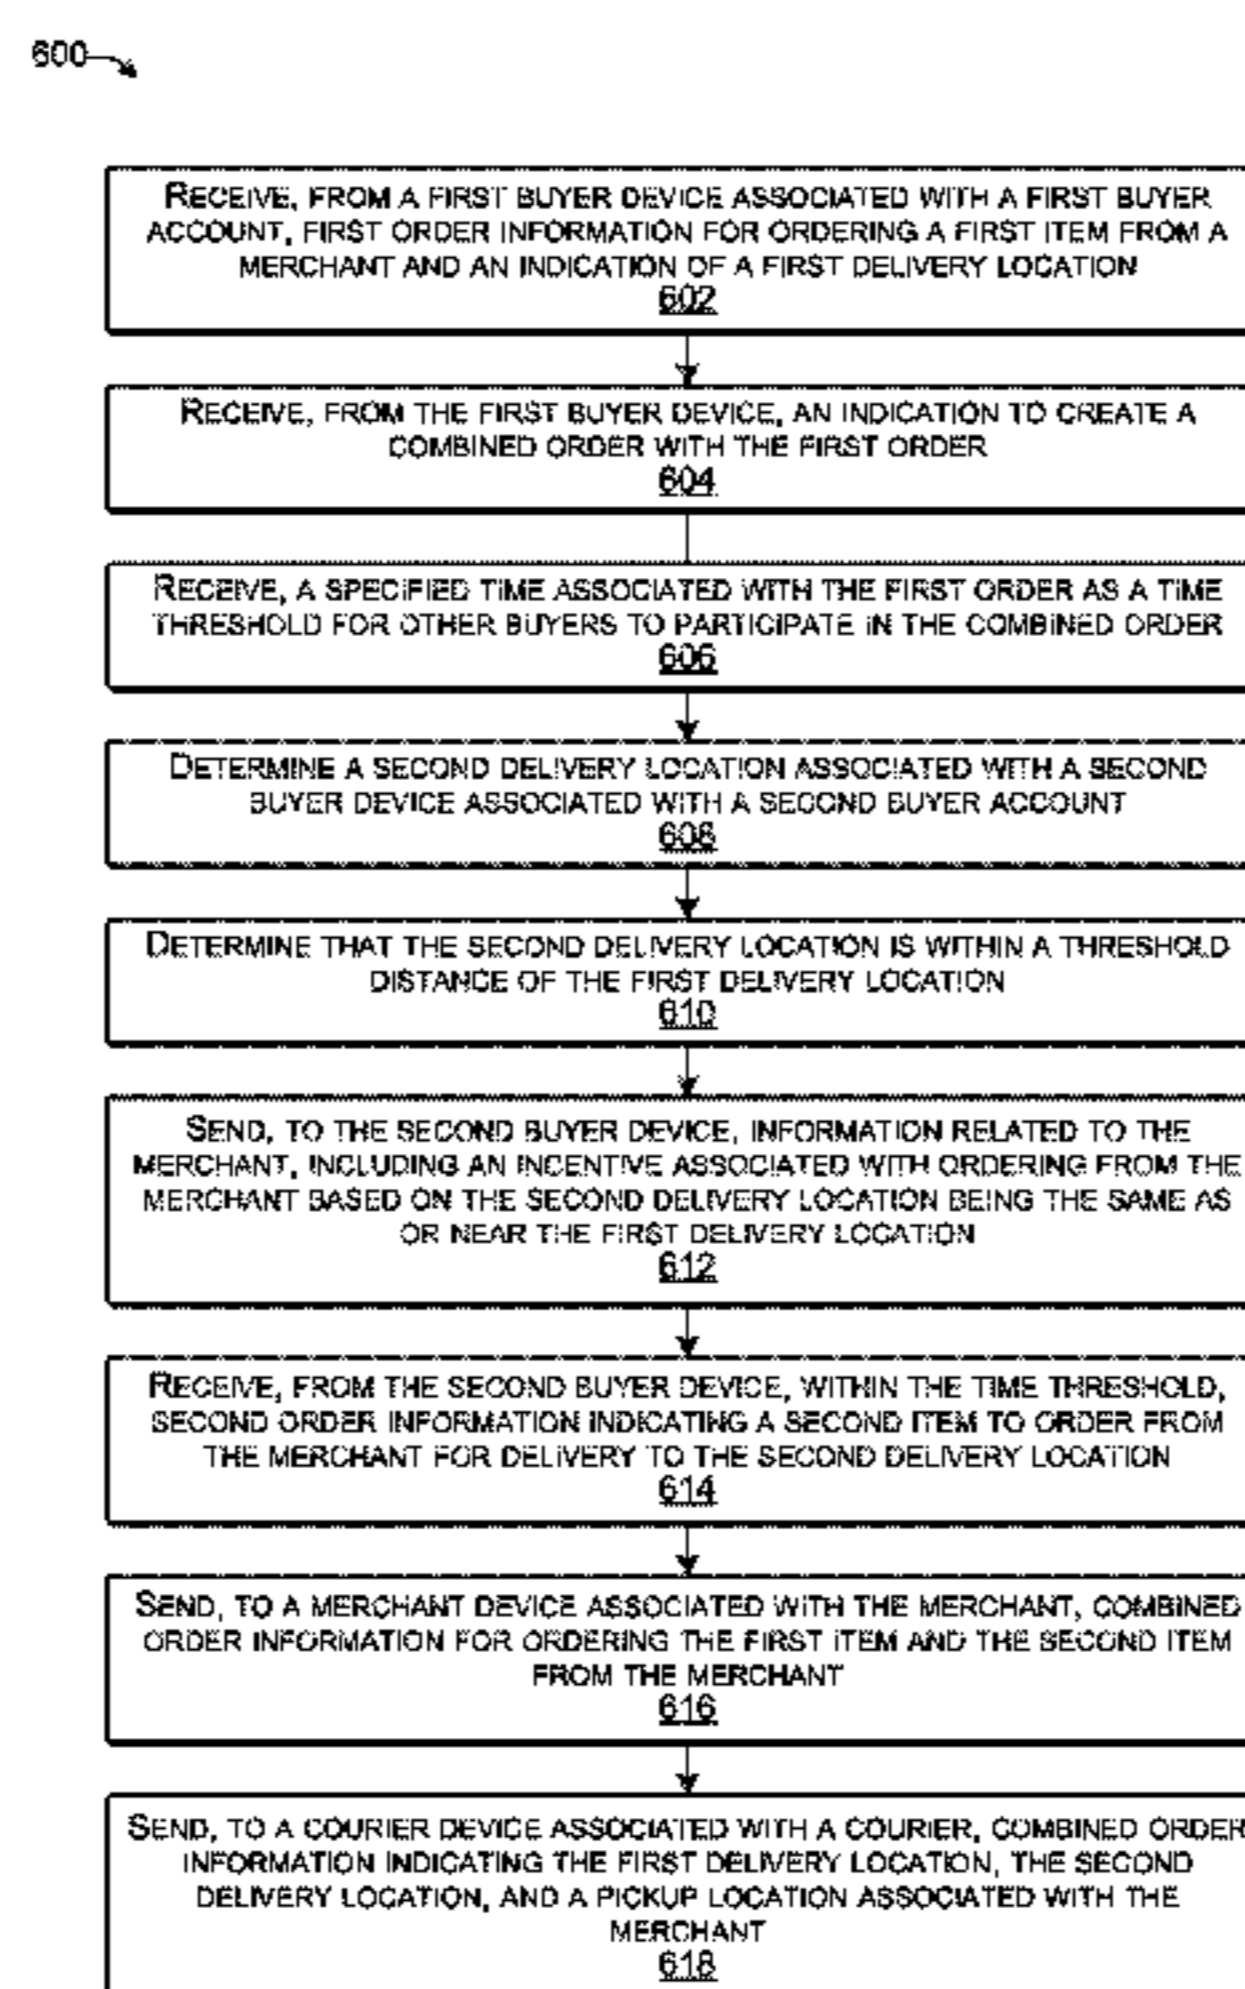 600
RECEIVE, FROM A FIRST BUYER DEVICE ASSOCIATED WITH A FIRST BUYER
ACCOUNT, FIRST ORDER INFORMATION FOR ORDERING A FIRST ITEM FROM A
MERCHANT AND AN INDICATION OF A FIRST DELIVERY LOCATION
602
RECEIVE, FROM THE FIRST BUYER DEVICE, AN INDICATION TO CREATE A
COMBINED ORDER WITH THE FIRST ORDER
604
RECEIVE, A SPECIFIED TIME ASSOCIATED WITH THE FIRST ORDER AS A TIME
THRESHOLD FOR OTHER BUYERS TO PARTICIPATE IN THE COMBINED ORDER
606
DETERMINE A SECOND DELIVERY LOCATION ASSOCIATED WITH A SECOND
BUYER DEVICE ASSOCIATED WITH A SECOND BUYER ACCOUNT
608
DETERMINE THAT THE SECOND DELIVERY LOCATION IS WITHIN A THRESHOLD
DISTANCE OF THE FIRST DELIVERY LOCATION
610
SEND, TO THE SECOND BUYER DEVICE, INFORMATION RELATED TO THE
MERCHANT, INCLUDING AN INCENTIVE ASSOCIATED WITH ORDERING FROM THE
MERCHANT BASED ON THE SECOND DELIVERY LOCATION BEING THE SAME AS
OR NEAR THE FIRST DELIVERY LOCATION
612
RECEIVE, FROM THE SECOND BUYER DEVICE, WITHIN THE TIME THRESHOLD,
SECOND ORDER INFORMATION INDICATING A SECOND ITEM TO ORDER FROM
THE MERCHANT FOR DELIVERY TO THE SECOND DELIVERY LOCATION
614
SEND, TO A MERCHANT DEVICE ASSOCIATED WITH THE MERCHANT, COMBINED
ORDER INFORMATION FOR ORDERING THE FIRST ITEM AND THE SECOND ITEM
FROM THE MERCHANT
616
SEND, TO A COURIER DEVICE ASSOCIATED WITH A COURIER, COMBINED ORDER
INFORMATION INDICATING THE FIRST DELIVERY LOCATION, THE SECOND
DELIVERY LOCATION, AND A PICKUP LOCATION ASSOCIATED WITH THE
MERCHANT
618